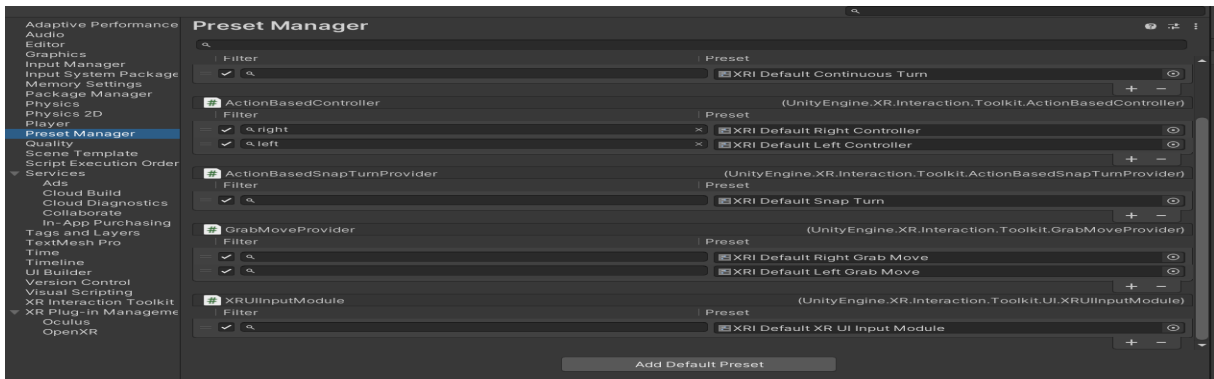 Adaptive Performance
Audio
Editor
Graphics
Input Manager
Input System Package
Memory Settings
Package Manager
Physics
Physics 2D
Player
Preset Manager
Quality
Scene Template
Script Execution Order
Services
Ads
Cloud Build
Cloud Diagnostics
Collaborate
In-App Purchasing
Tags and Layers
TextMesh Pro
Time
Timeline
UI Builder
Version Control
Visual Scripting
XR Interaction Toolkit
XR Plug-in Manageme
Oculus
OpenXR
Preset Manager
Filter Preset
XRI Default Continuous Turn
ActionBasedController (UnityEngine.XR.Interaction.Toolkit.ActionBasedController)
Filter Preset
right XRI Default Right Controller
left XRI Default Left Controller
ActionBasedSnapTurnProvider (UnityEngine.XR.Interaction.Toolkit.ActionBasedSnapTurnProvider)
Filter Preset
XRI Default Snap Turn
GrabMoveProvider (UnityEngine.XR.Interaction.Toolkit.GrabMoveProvider)
Filter Preset
XRI Default Right Grab Move
XRI Default Left Grab Move
XRUIInputModule (UnityEngine.XR.Interaction.Toolkit.UI.XRUIInputModule)
Filter Preset
XRI Default XR UI Input Module
Add Default Preset